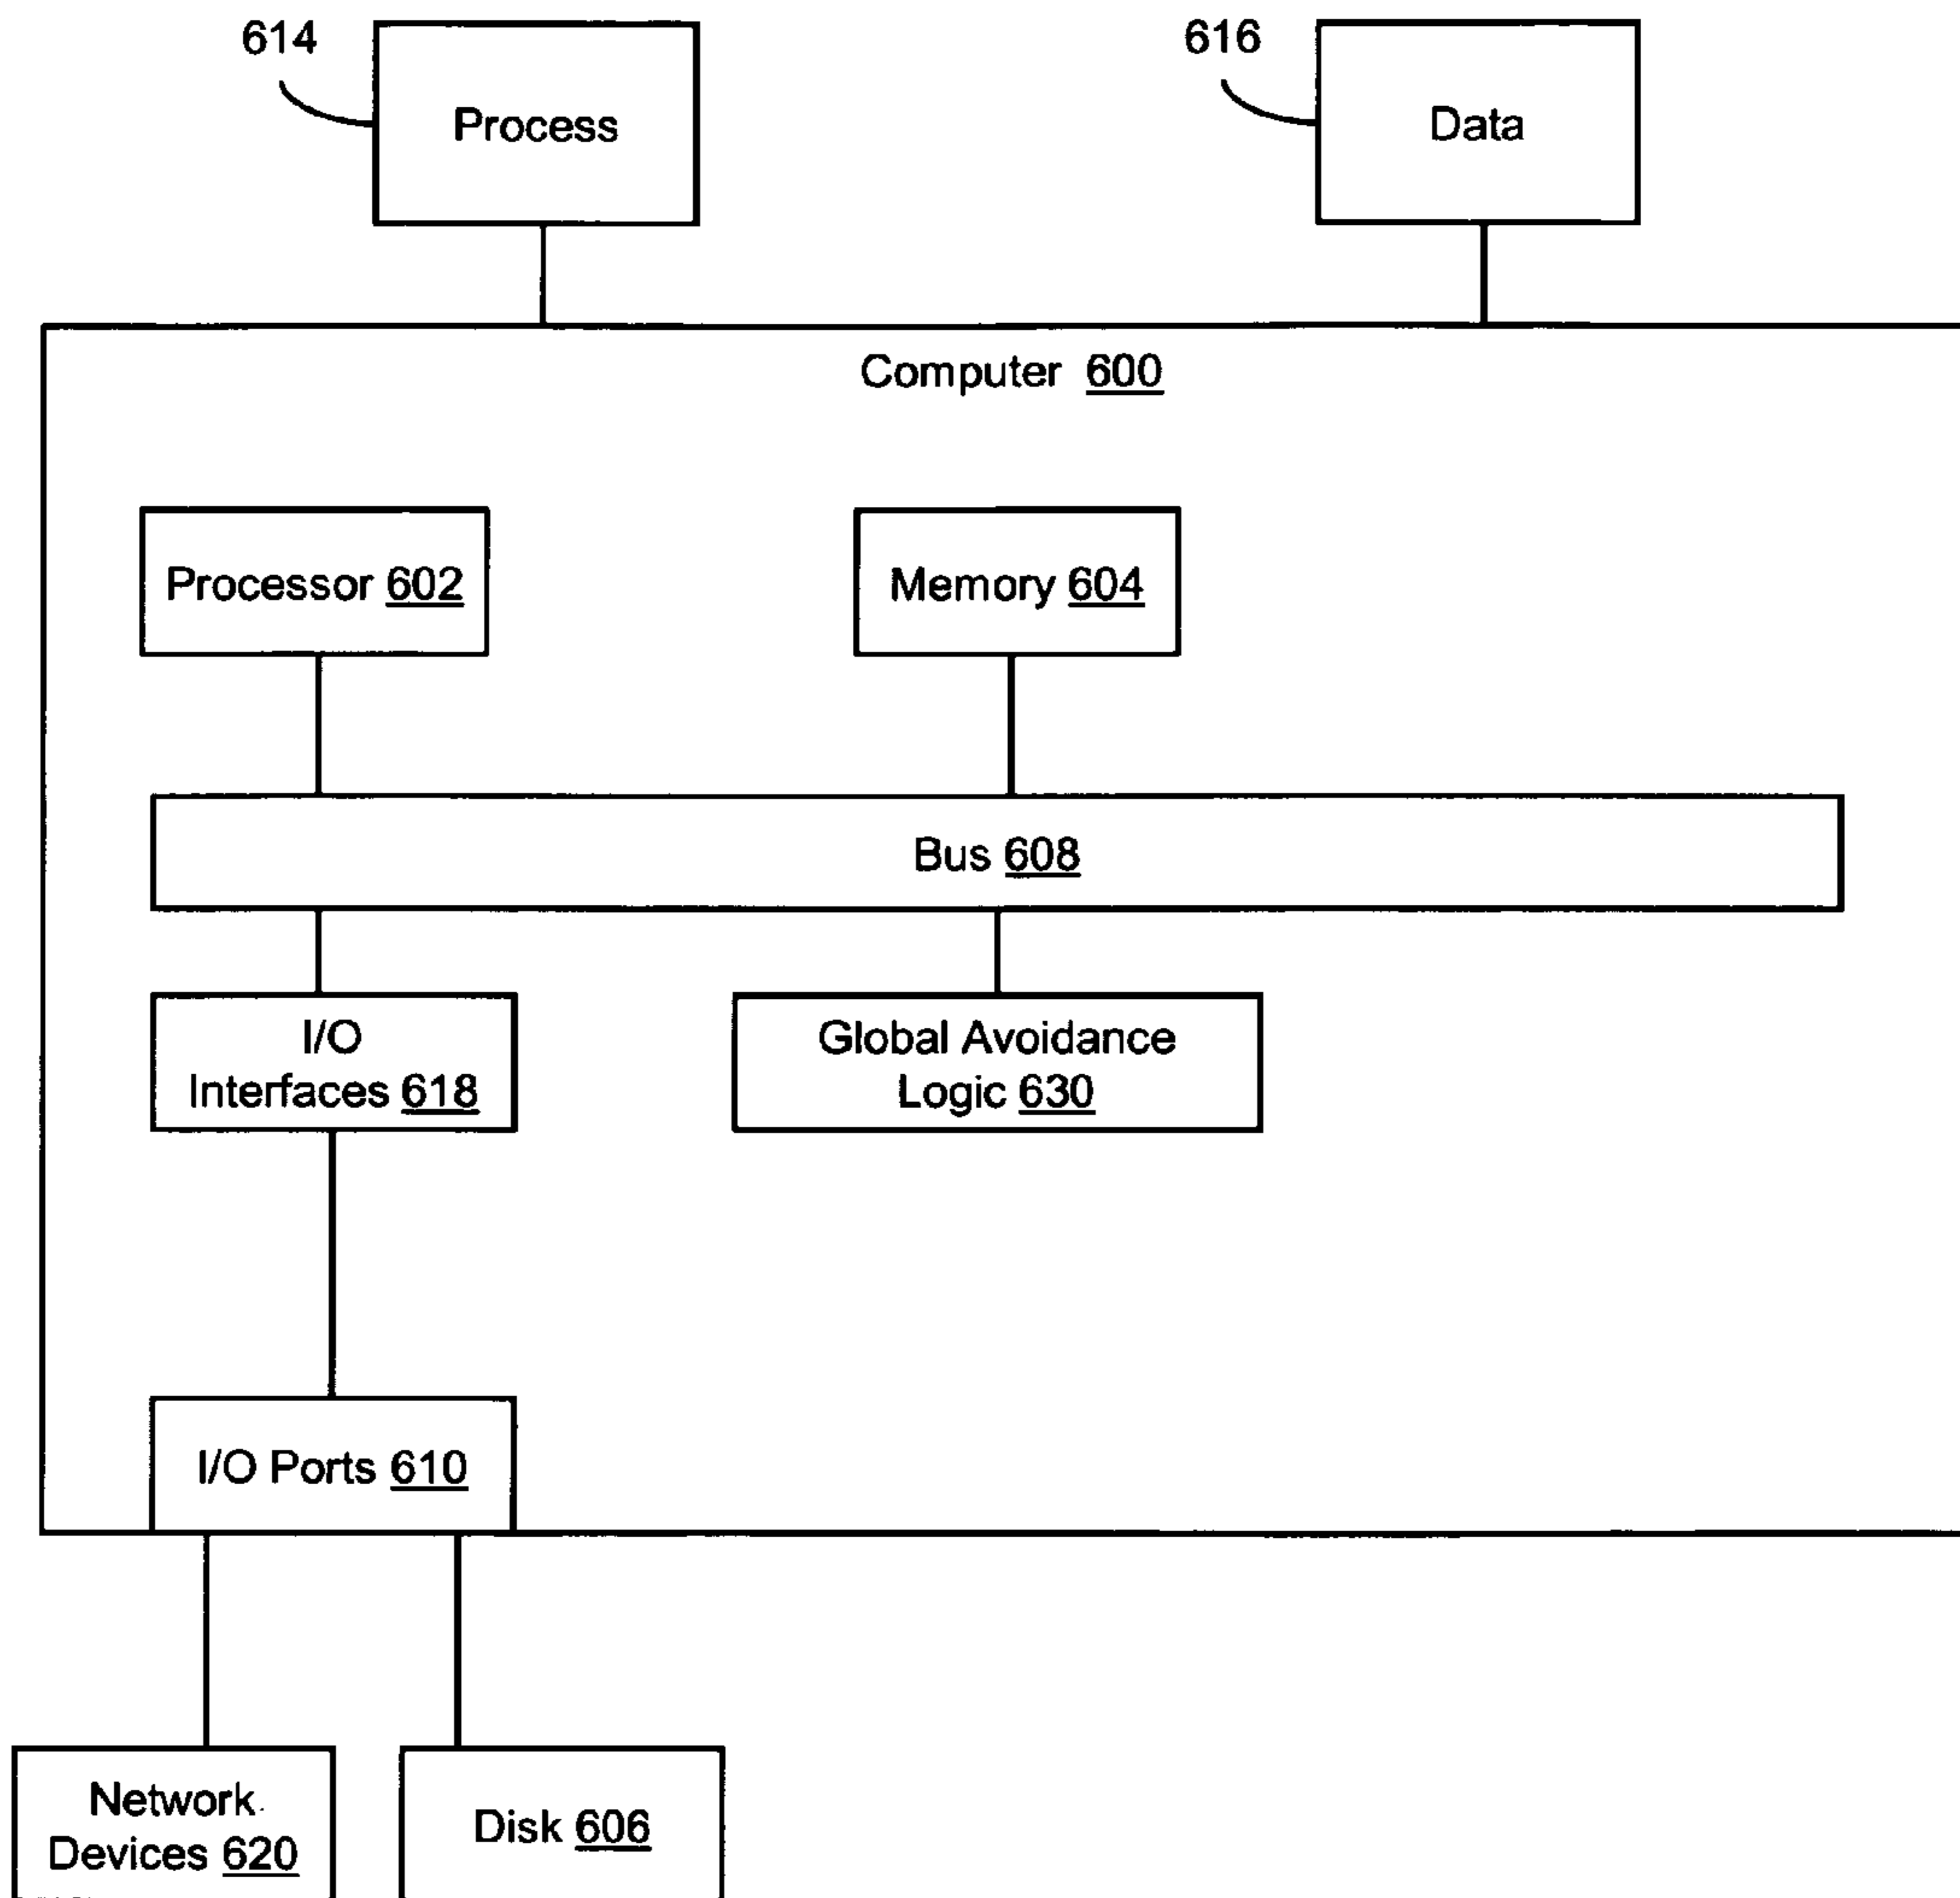 614
Process
616
Data
Computer 600
Processor 602
Memory 604
Bus 608
I/O
Interfaces 618
Global Avoidance
Logic 630
I/O Ports 610
Network
Devices 620
Disk 606